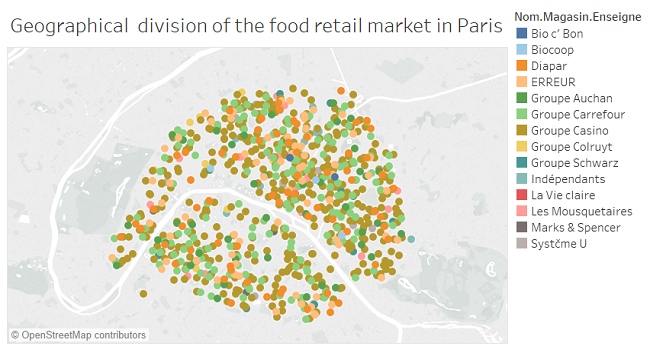 Geographical  division of the food retail market in Paris
Nom.Magasin.Enseigne
Bio c' Bon
Biocoop
Diapar
ERREUR
Groupe Auchan
Groupe Carrefour
Groupe Casino
Groupe Colruyt
Groupe Schwarz
Indépendants
La Vie claire
Les Mousquetaires
Marks & Spencer
Systčme U
© OpenStreetMap contributors